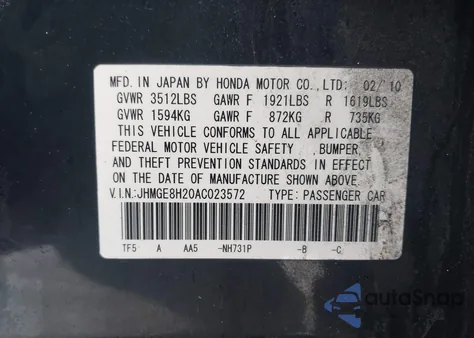 MFD. IN JAPAN BY HONDA MOTOR CO., LTD: 02/10
GVWR 3512LBS GAWR F 1921LBS R 1619LBS
GVWR 1594KG GAWR F 872KG R 735KG
THIS VEHICLE CONFORMS TO ALL APPLICABLE
FEDERAL MOTOR VEHICLE SAFETY , BUMPER,
AND THEFT PREVENTION STANDARDS IN EFFECT
ON THE DATE OF MANUFACTURE SHOWN ABOVE.
V.I.N.:JHMGE8H20AC023572 TYPE: PASSENGER CAR
TF5 A AA5 -NH731P -B -C
autoSnap